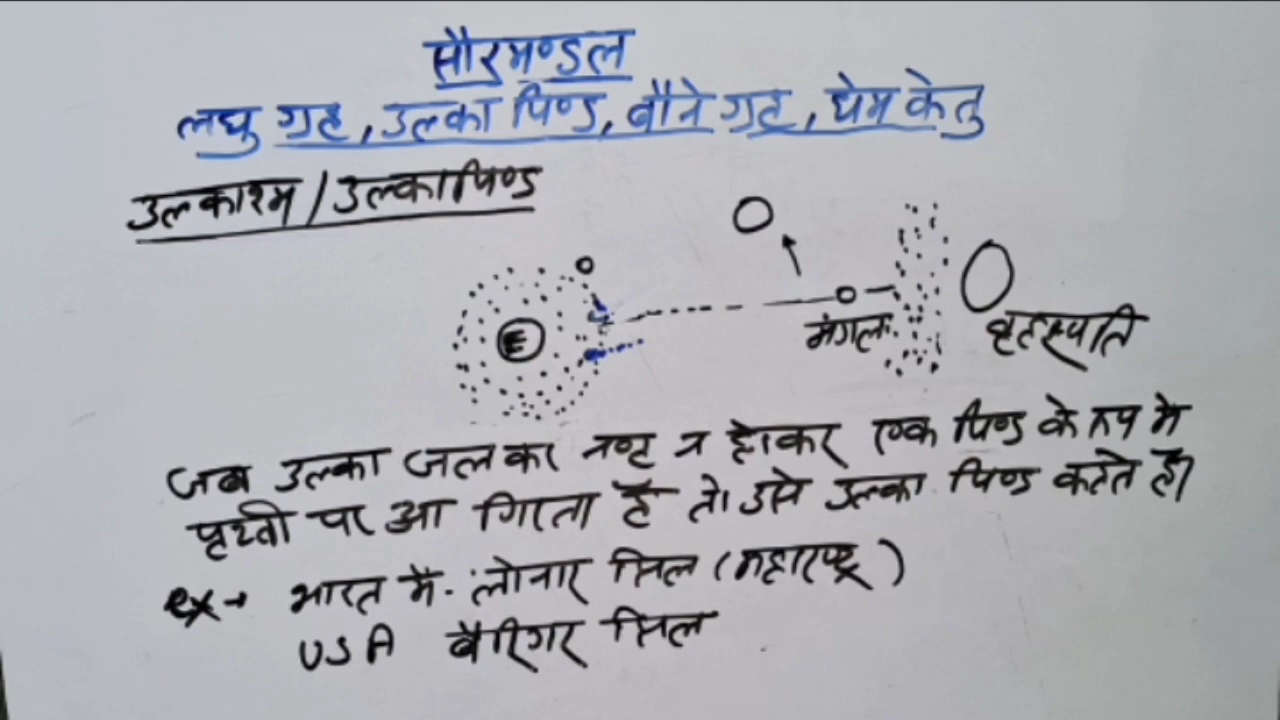 सौरमण्डल
लघु ग्रह, उल्का पिण्ड, बौने ग्रह, घेम केतु
उल्काश्म / उल्कापिण्ड
E
मंगल
बृहस्पति
जब उल्का जलकर नष्ट न होकर एक पिण्ड के रूप मे
पृथ्वी पर आ गिरता है तो उसे उल्का पिण्ड कहते है।
ex→ भारत में - लोनार झिल (महाराष्ट्र)
USA बैरिंगर झिल